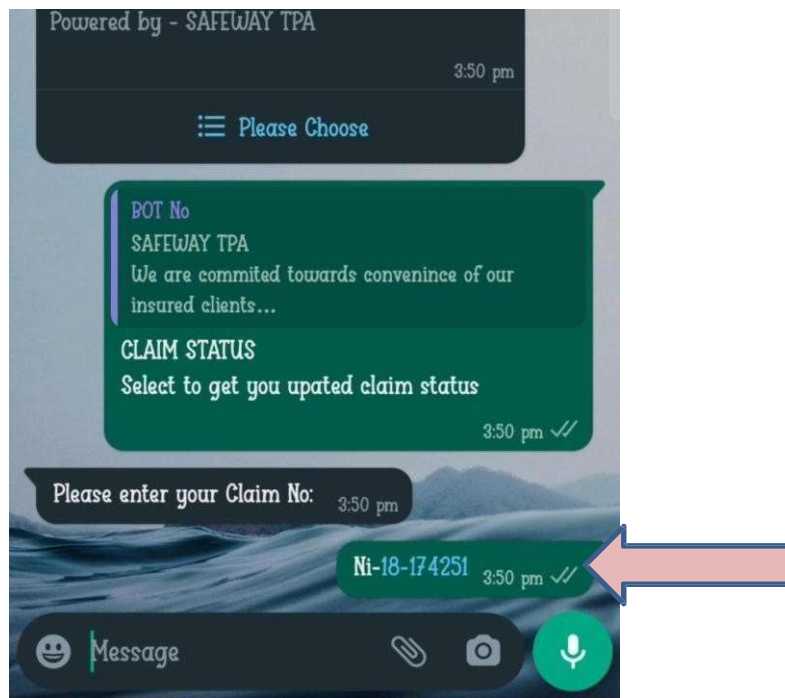 Powered by - SAFEWAY TPA
3:50 pm
Please Choose
BOT No
SAFEWAY TPA
We are commited towards convenince of our
insured clients...
CLAIM STATUS
Select to get you upated claim status
3:50 pm
Please enter your Claim No: 3:50 pm
Ni-18-174251 3:50 pm
Message